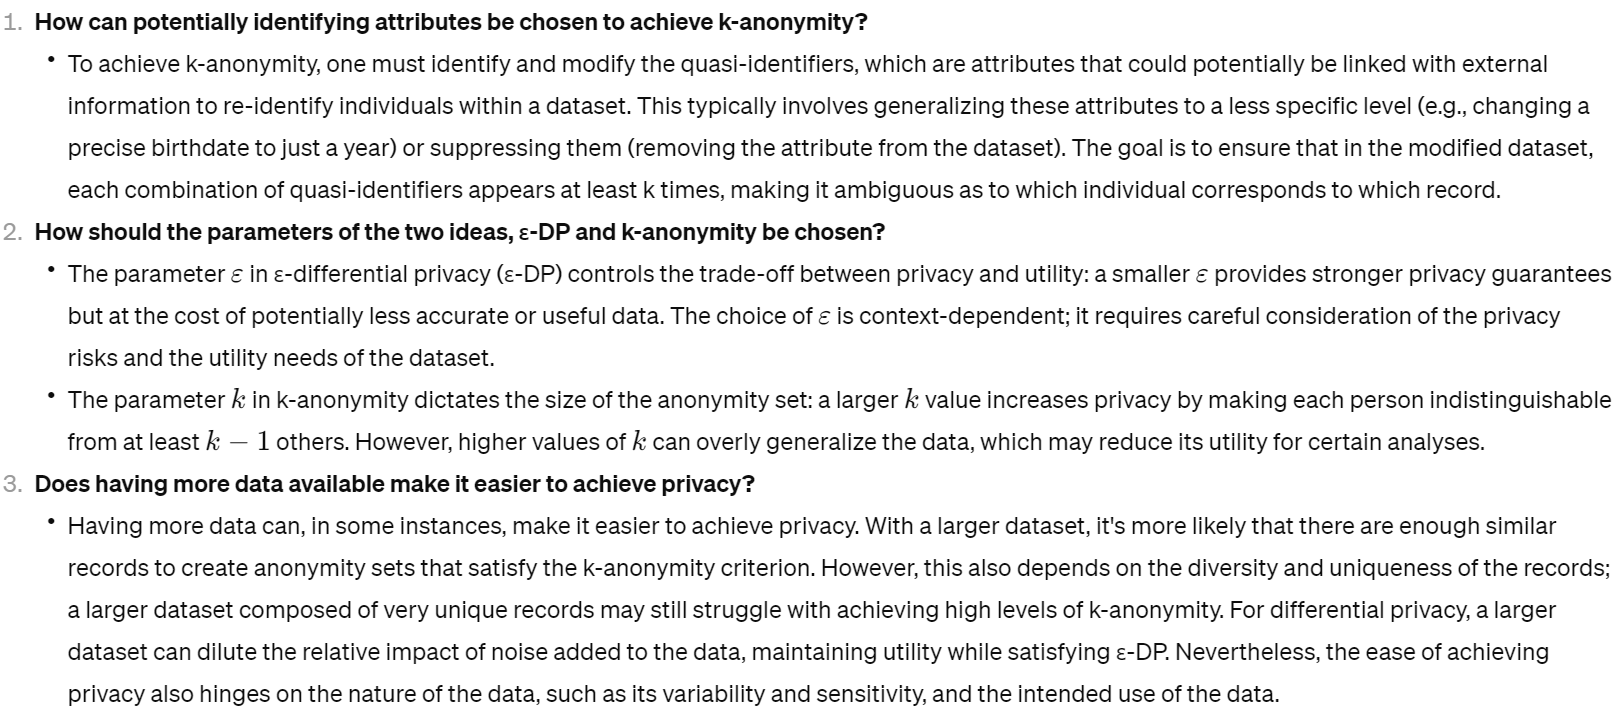 1. How can potentially identifying attributes be chosen to achieve k-anonymity?
• To achieve k-anonymity, one must identify and modify the quasi-identifiers, which are attributes that could potentially be linked with external
information to re-identify individuals within a dataset. This typically involves generalizing these attributes to a less specific level (e.g., changing a
precise birthdate to just a year) or suppressing them (removing the attribute from the dataset). The goal is to ensure that in the modified dataset,
each combination of quasi-identifiers appears at least k times, making it ambiguous as to which individual corresponds to which record.
2. How should the parameters of the two ideas, ε-DP and k-anonymity be chosen?
• The parameter ε in ε-differential privacy (ε-DP) controls the trade-off between privacy and utility: a smaller ε provides stronger privacy guarantees
but at the cost of potentially less accurate or useful data. The choice of ε is context-dependent; it requires careful consideration of the privacy
risks and the utility needs of the dataset.
• The parameter k in k-anonymity dictates the size of the anonymity set: a larger k value increases privacy by making each person indistinguishable
from at least k − 1 others. However, higher values of k can overly generalize the data, which may reduce its utility for certain analyses.
3. Does having more data available make it easier to achieve privacy?
• Having more data can, in some instances, make it easier to achieve privacy. With a larger dataset, it's more likely that there are enough similar
records to create anonymity sets that satisfy the k-anonymity criterion. However, this also depends on the diversity and uniqueness of the records;
a larger dataset composed of very unique records may still struggle with achieving high levels of k-anonymity. For differential privacy, a larger
dataset can dilute the relative impact of noise added to the data, maintaining utility while satisfying ε-DP. Nevertheless, the ease of achieving
privacy also hinges on the nature of the data, such as its variability and sensitivity, and the intended use of the data.